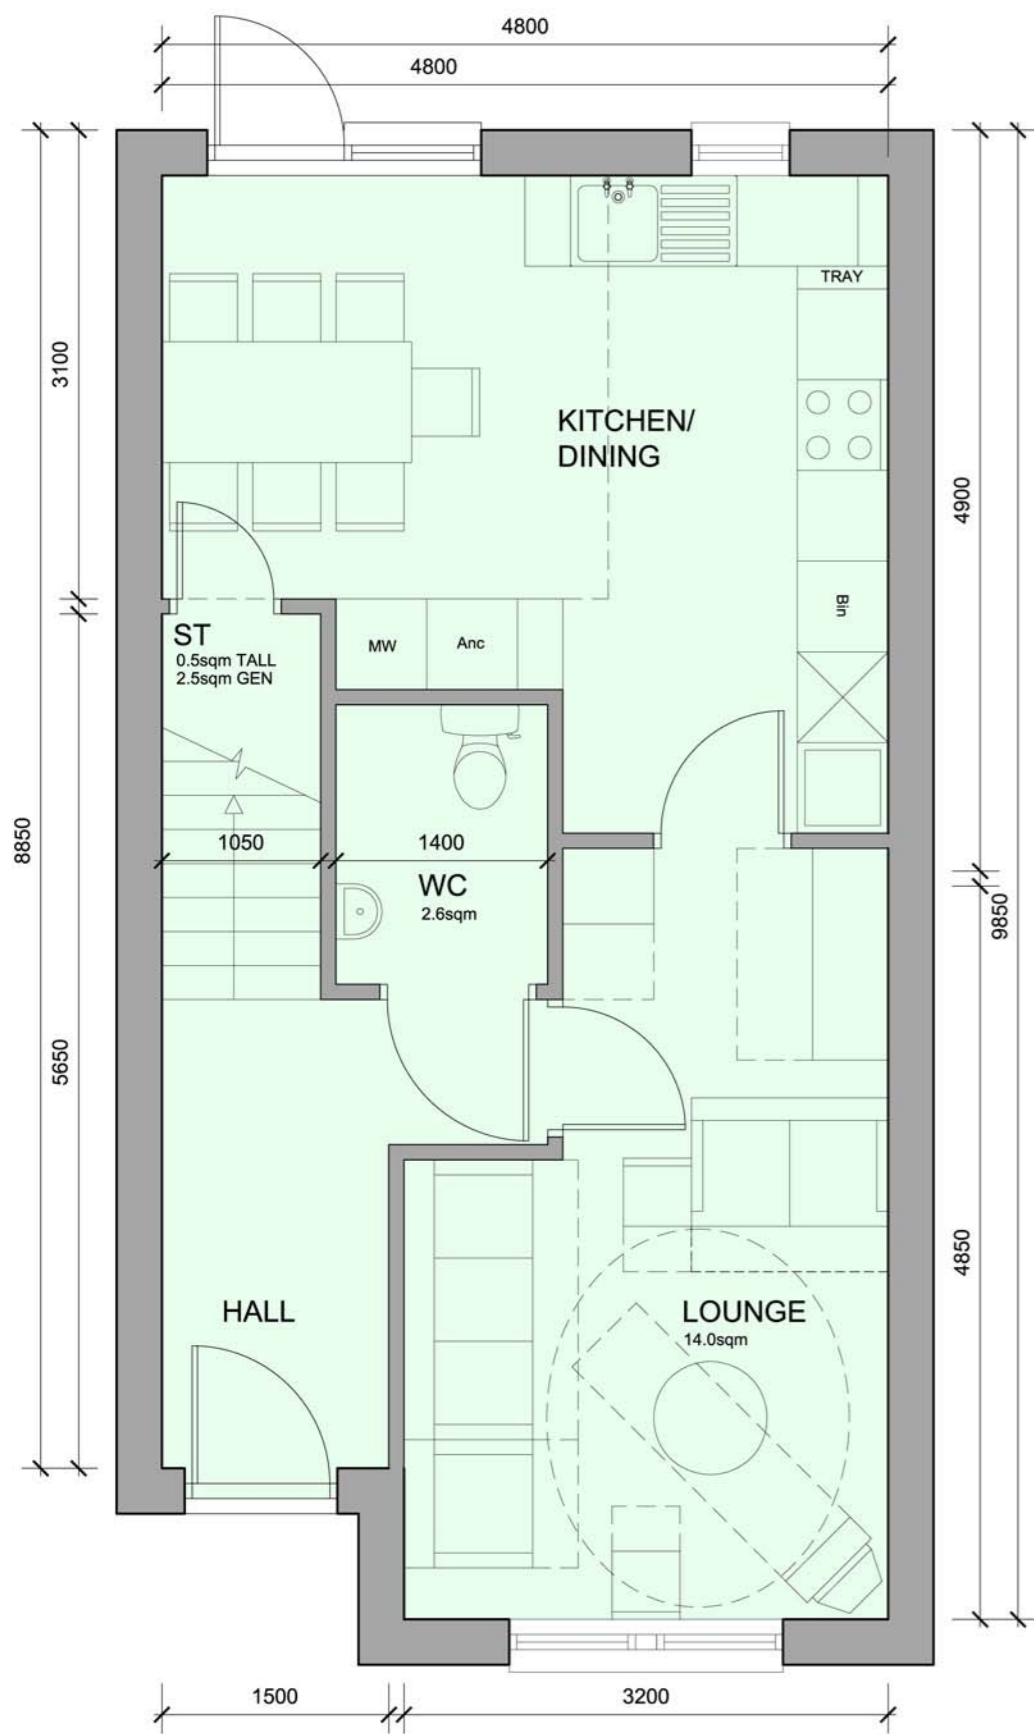 4800
4800
TRAY
3100
KITCHEN/
DINING
4900
Bin
ST
0.5sqm TALL
2.5sqm GEN
MW
Anc
8850
1050
1400
WC
2.6sqm
9850
5650
4850
HALL
LOUNGE
14.0sqm
1500
3200